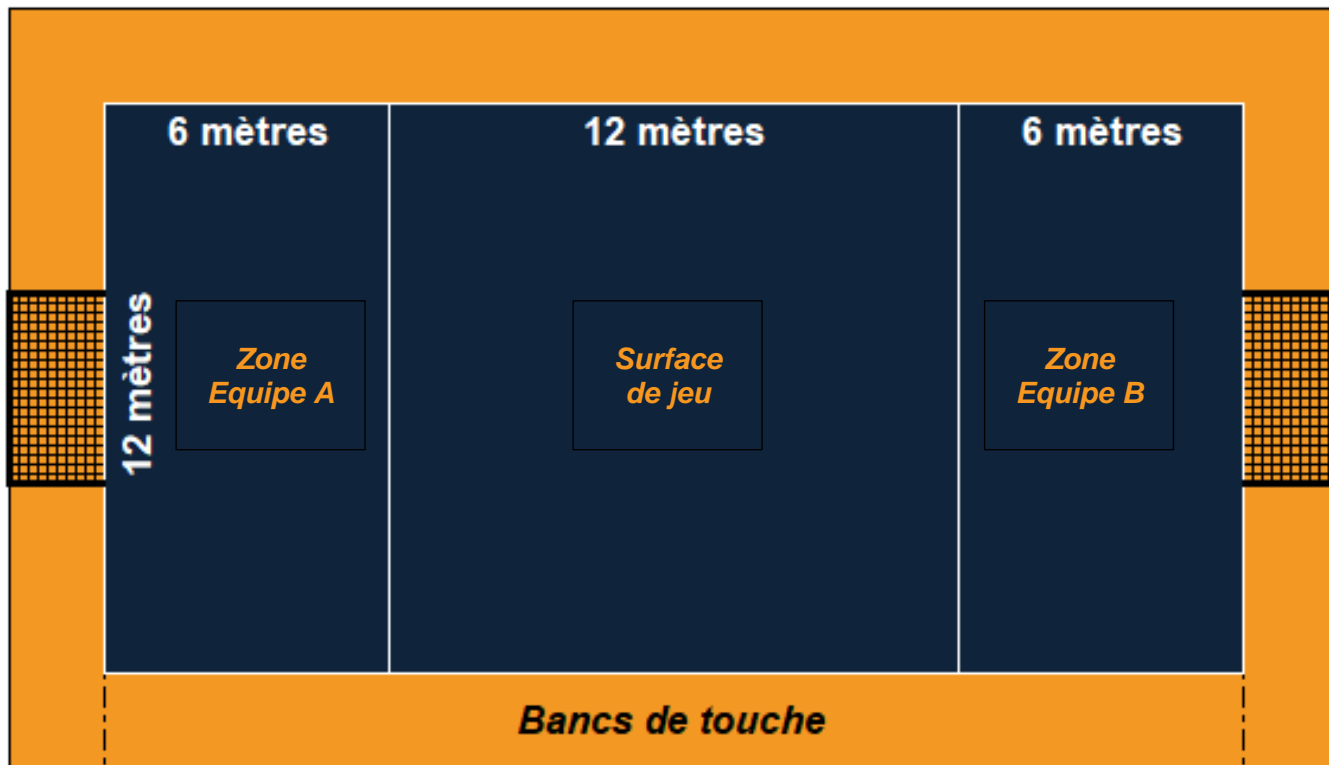 6 mètres
12 mètres
6 mètres
12 mètres
Zone
Equipe A
Surface
de jeu
Zone
Equipe B
Bancs de touche